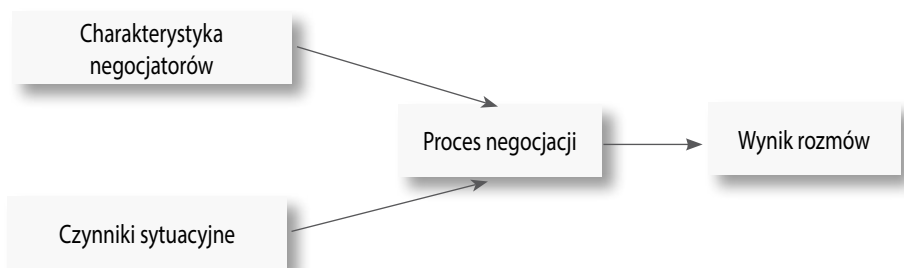 Charakterystyka
negocjatorów
Proces negocjacji
Wynik rozmów
Czynniki sytuacyjne